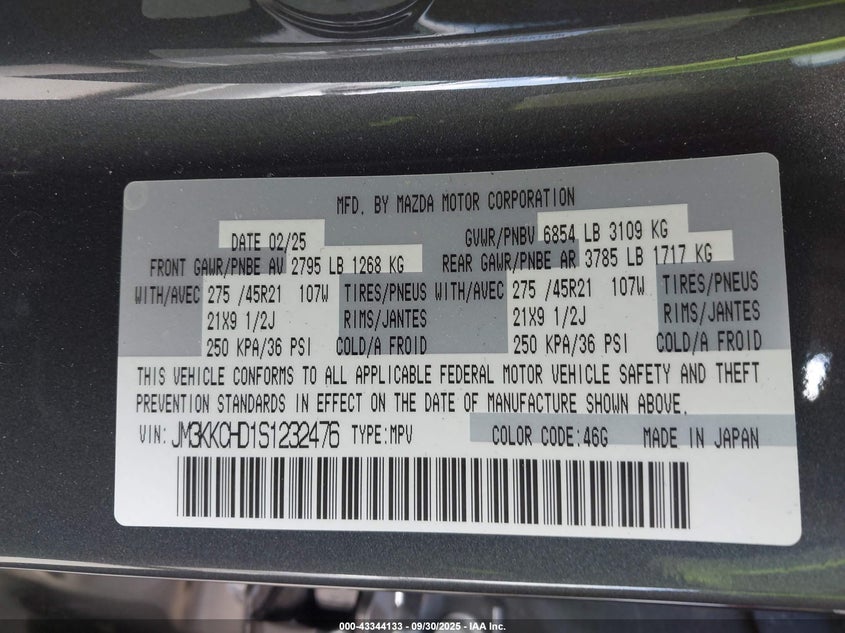 MFD. BY MAZDA MOTOR CORPORATION
DATE 02/25 GVWR/PNBV 6854 LB 3109 KG
FRONT GAWR/PNBE AV 2795 LB 1268 KG REAR GAWR/PNBE AR 3785 LB 1717 KG
WITH/AVEC 275 /45R21 107W TIRES/PNEUS WITH/AVEC 275 /45R21 107W TIRES/PNEUS
21X9 1/2J RIMS/JANTES 21X9 1/2J RIMS/JANTES
250 KPA/36 PSI COLD/A FROID 250 KPA/36 PSI COLD/A FROID
THIS VEHICLE CONFORMS TO ALL APPLICABLE FEDERAL MOTOR VEHICLE SAFETY AND THEFT
PREVENTION STANDARDS IN EFFECT ON THE DATE OF MANUFACTURE SHOWN ABOVE.
VIN: JM3KKCHD1S1232476 TYPE:MPV COLOR CODE:46G MADE IN JAPAN
000-43344133 - 09/30/2025 - IAA Inc.